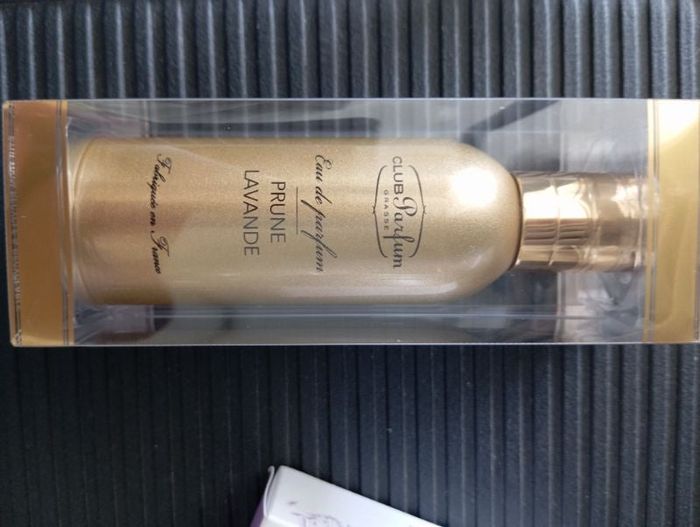 CLUB Parfum
GRASSE
Eau de parfum
PRUNE
LAVANDE
Fabriqué en France